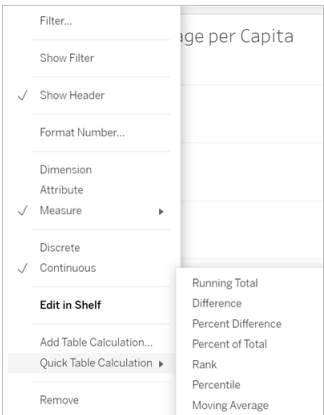 Filter...
age per Capita
Show Filter
Show Header
Format Number...
Dimension
Attribute
Measure
Discrete
Continuous
Edit in Shelf
Add Table Calculation...
Quick Table Calculation
Remove
Running Total
Difference
Percent Difference
Percent of Total
Rank
Percentile
Moving Average